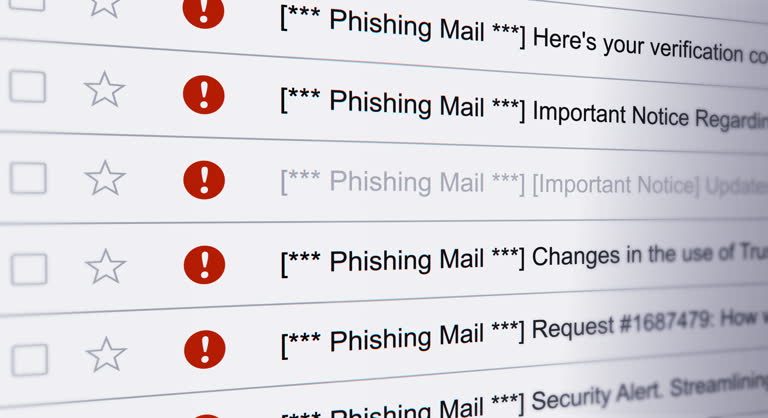 [*** Phishing Mail ***] Here's your verification
[*** Phishing Mail ***] Important Notice
[*** Phishing Mail ***] [Important Notice]
[*** Phishing Mail ***] Changes in the use of
[*** Phishing Mail ***] Request #1687479: How
[*** Phishing Mail ***] Security Alert. Streamlining